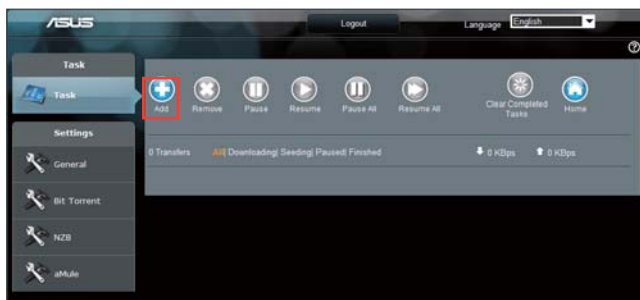 ASUS
Logout
Language English
Task
Task
Settings
General
Bit Torrent
NZB
aMule
Add
Remove
Pause
Resume
Pause All
Resume All
Clear Completed
Tasks
Home
0 Transfers All| Downloading| Seeding| Paused| Finished 0 KBps 0 KBps